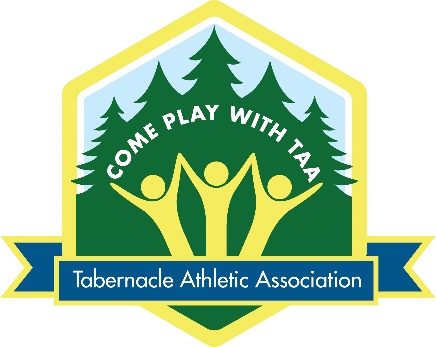 COME PLAY WITH TAA
Tabernacle Athletic Association